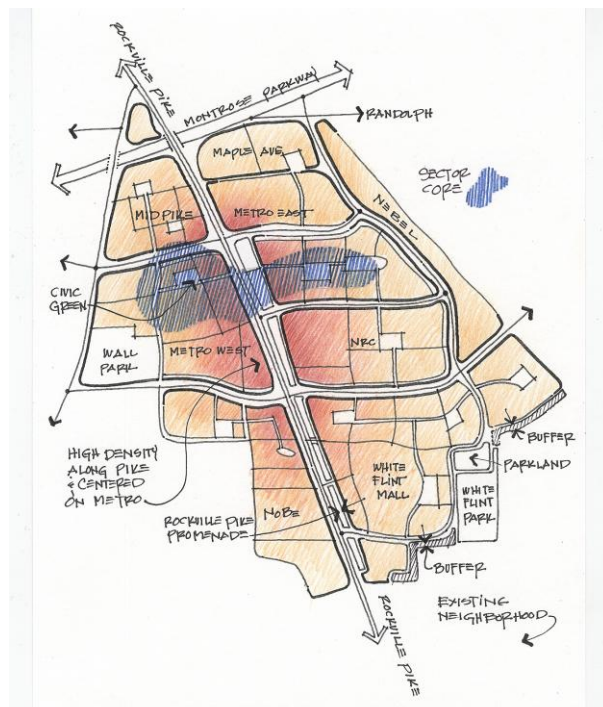 ROCKVILLE PIKE
MONTROSE PARKWAY
RANDOLPH
MAPLE AVE
SECTOR
CORE
MID PIKE
METRO EAST
NEBEL
CIVIC
GREEN
WALL
PARK
METRO WEST
NRC
HIGH DENSITY
ALONG PIKE
& CENTERED
ON METRO
WHITE
FLINT
MALL
BUFFER
PARKLAND
WHITE
FLINT
PARK
NOBE
ROCKVILLE PIKE
PROMENADE
BUFFER
EXISTING
NEIGHBORHOOD
ROCKVILLE PIKE